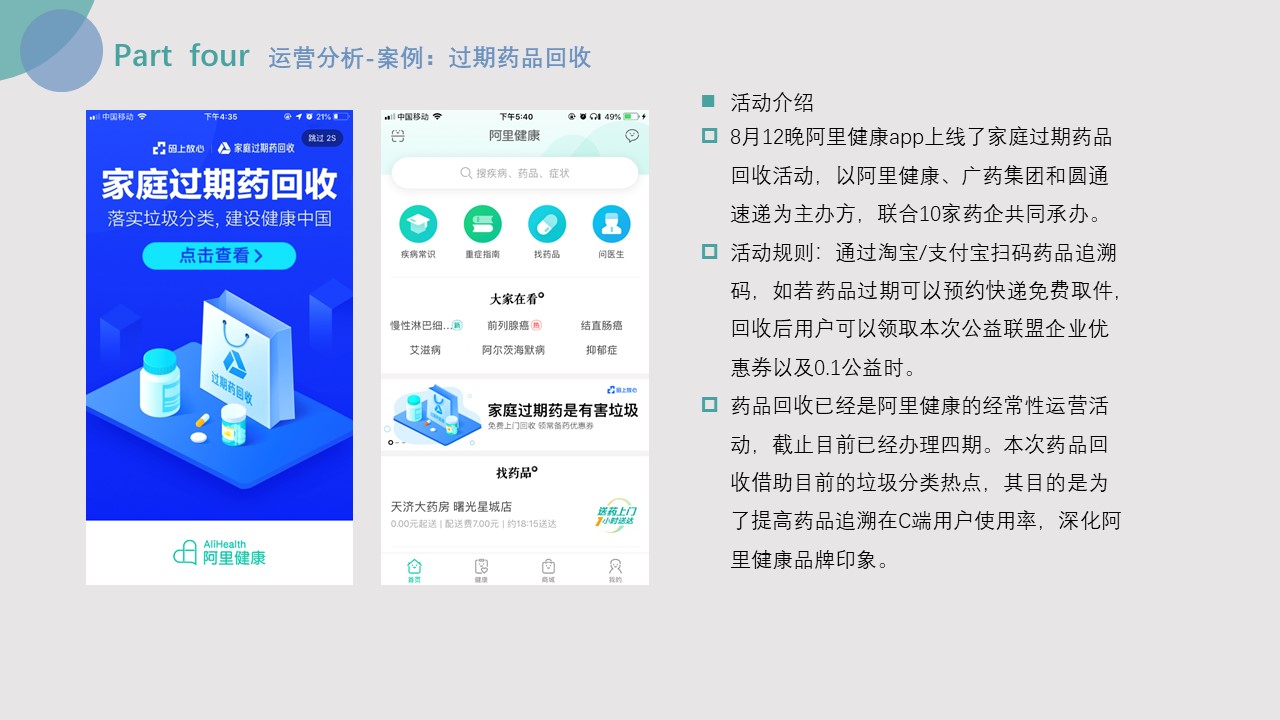 Part four 运营分析-案例：过期药品回收
中国移动 下午4:35 21%
跳过 2S
码上放心 家庭过期药回收
家庭过期药回收
落实垃圾分类, 建设健康中国
点击查看
过期药回收
AliHealth
阿里健康
中国移动 下午5:40 49%
阿里健康
搜疾病、药品、症状
疾病常识 重症指南 找药品 问医生
大家在看
慢性淋巴细... 新 前列腺癌 热 结直肠癌
艾滋病 阿尔茨海默病 抑郁症
码上放心
家庭过期药是有害垃圾
免费上门回收 领常备药优惠券
找药品
天济大药房 曙光星城店
0.00元起送 | 配送费7.00元 | 约18:15送达
送药上门
1小时送达
首页 健康 商城 我的
活动介绍
8月12晚阿里健康app上线了家庭过期药品
回收活动，以阿里健康、广药集团和圆通
速递为主办方，联合10家药企共同承办。
活动规则：通过淘宝/支付宝扫码药品追溯
码，如若药品过期可以预约快递免费取件，
回收后用户可以领取本次公益联盟企业优
惠券以及0.1公益时。
药品回收已经是阿里健康的经常性运营活
动，截止目前已经办理四期。本次药品回
收借助目前的垃圾分类热点，其目的是为
了提高药品追溯在C端用户使用率，深化阿
里健康品牌印象。